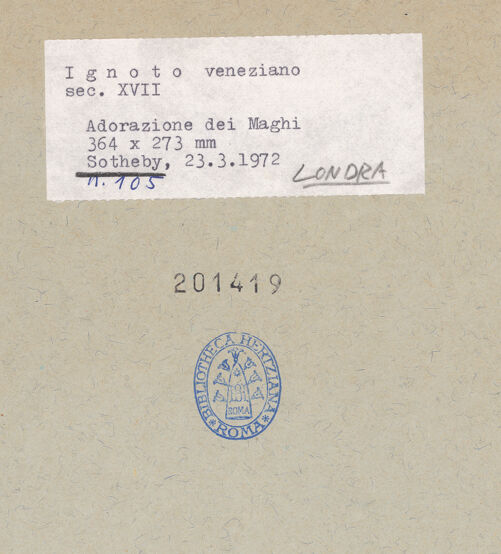 I g n o t o veneziano
sec. XVII
Adorazione dei Maghi
364 x 273 mm
Sotheby, 23.3.1972
n. 105
LONDRA
201419
BIBLIOTHECA HERTZIANA
ROMA
ROMA